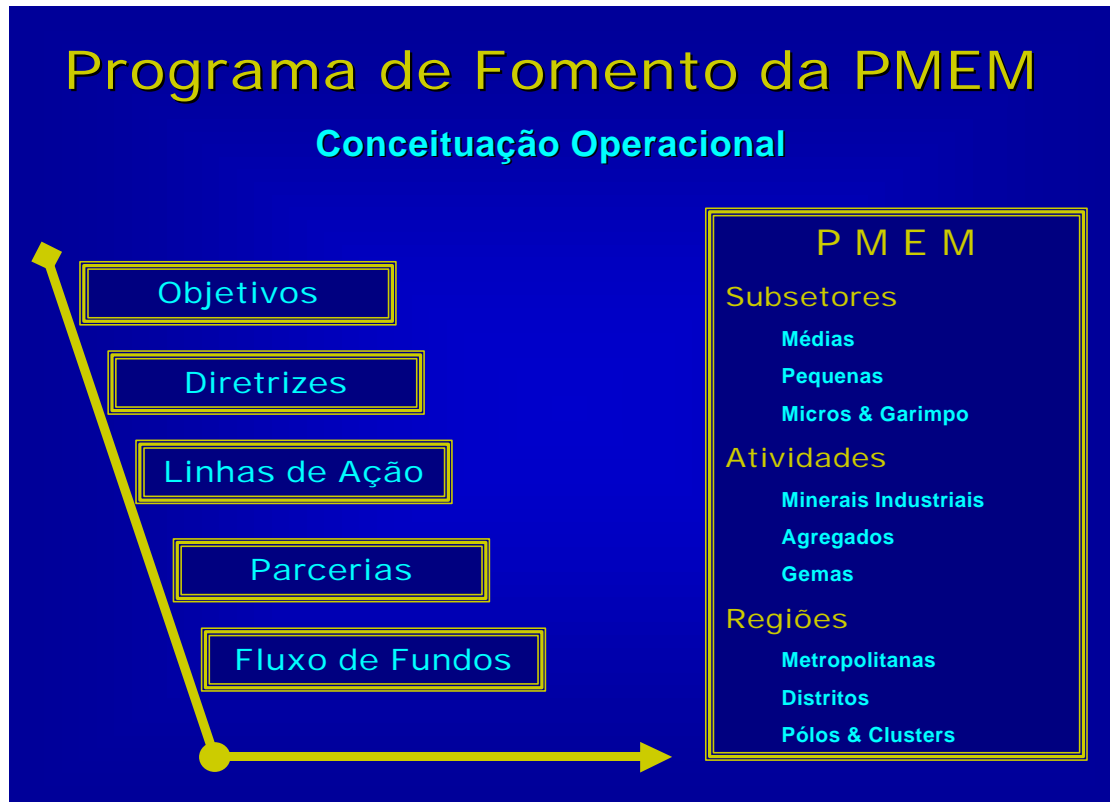 Programa de Fomento da PMEM
Conceituação Operacional
Objetivos
Diretrizes
Linhas de Ação
Parcerias
Fluxo de Fundos
P M E M
Subsetores
Médias
Pequenas
Micros & Garimpo
Atividades
Minerais Industriais
Agregados
Gemas
Regiões
Metropolitanas
Distritos
Pólos & Clusters